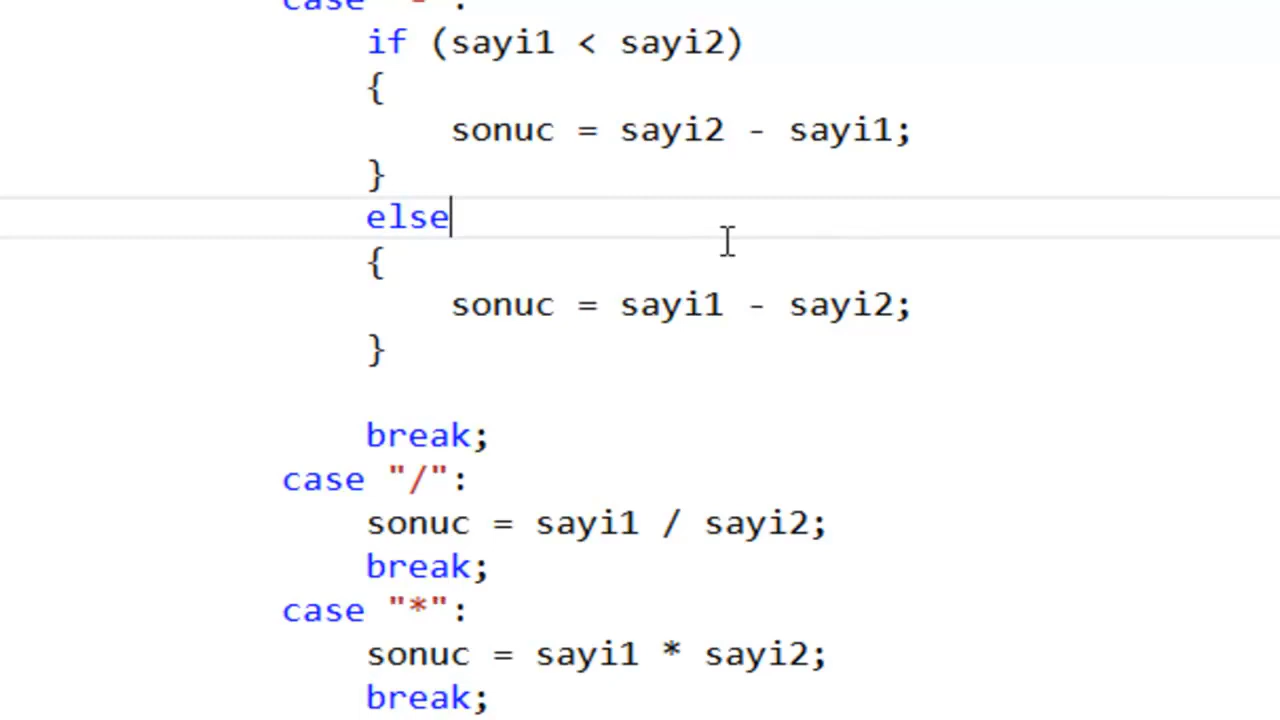 case "-":
if (sayi1 < sayi2)
{
sonuc = sayi2 - sayi1;
}
else
{
sonuc = sayi1 - sayi2;
}
break;
case "/":
sonuc = sayi1 / sayi2;
break;
case "*":
sonuc = sayi1 * sayi2;
break;